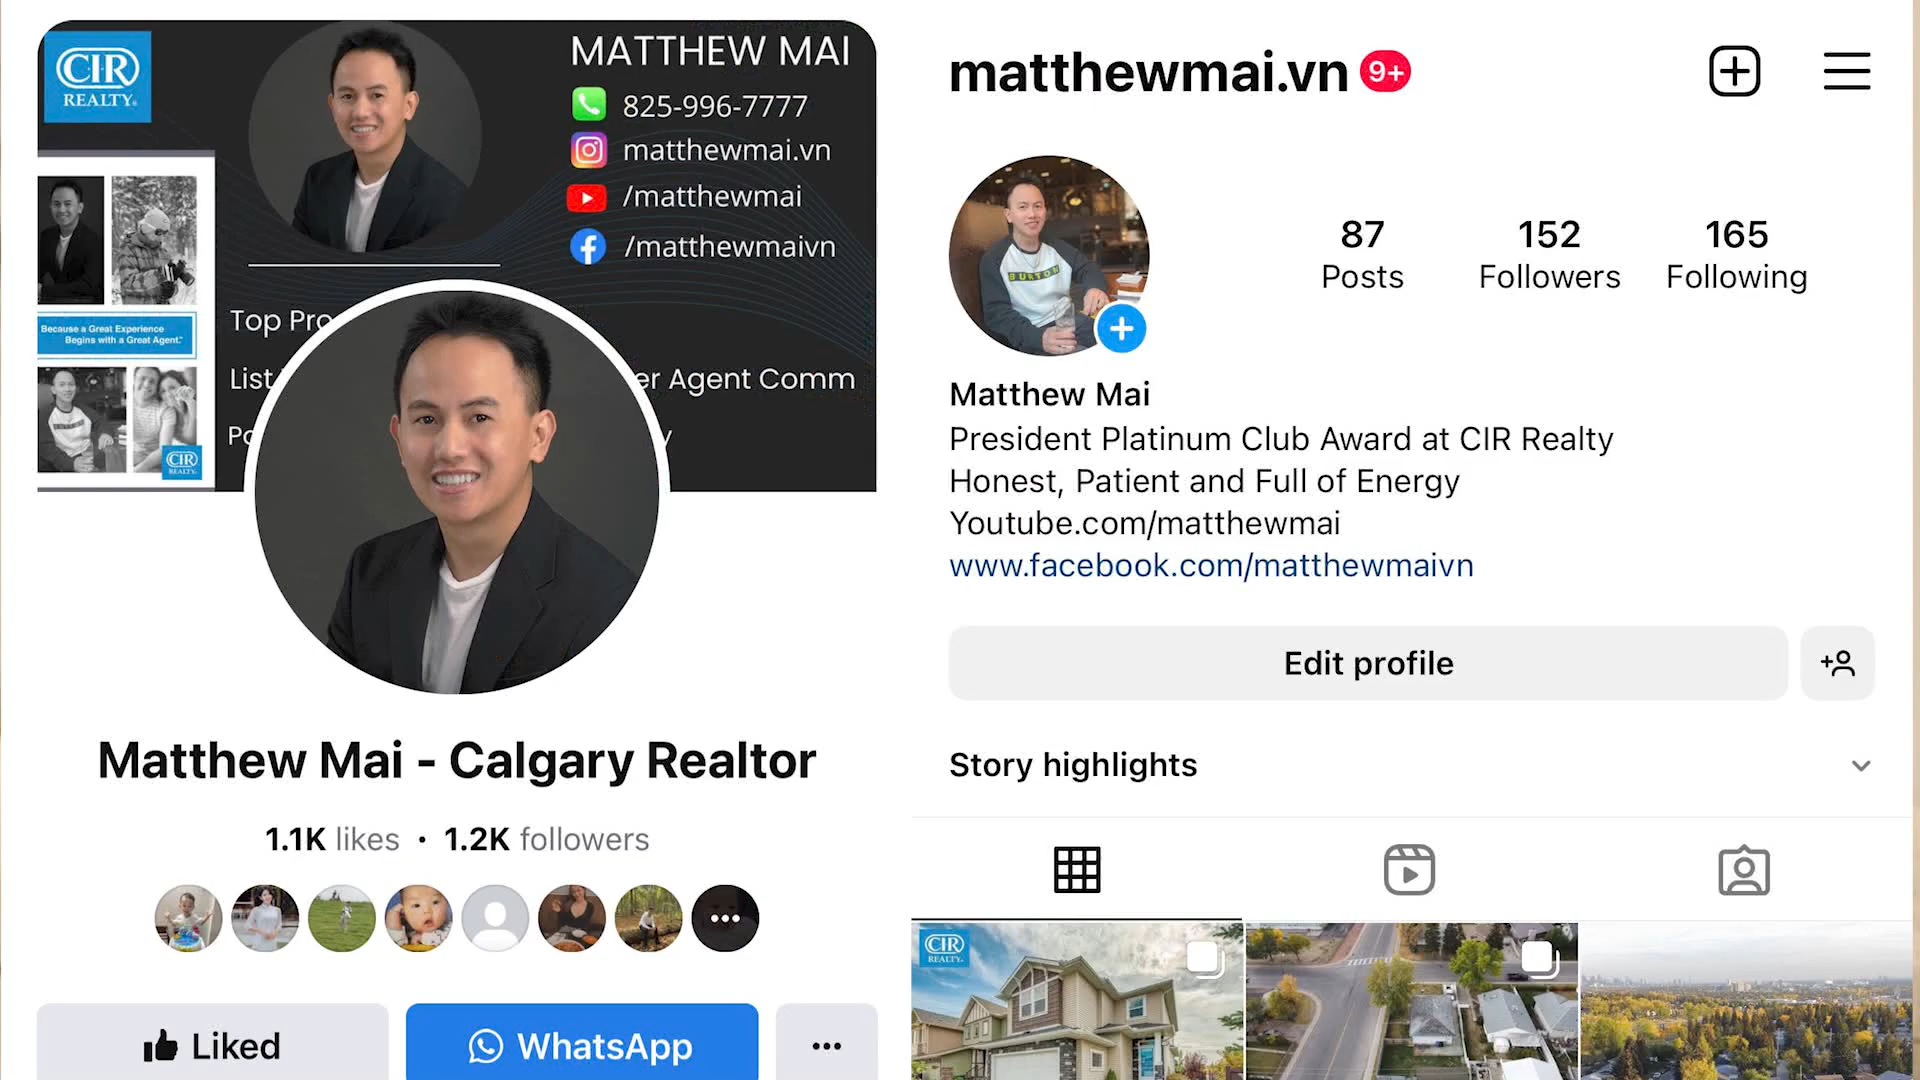 CIR
REALTY
MATTHEW MAI
825-996-7777
matthewmai.vn
/matthewmai
/matthewmaivn
Because a Great Experience
Begins with a Great Agent."
CIR
REALTY
Top Pro
List
er Agent Comm
Matthew Mai - Calgary Realtor
1.1K likes · 1.2K followers
Liked
WhatsApp
matthewmai.vn 9+
87 152 165
Posts Followers Following
BURTON
Matthew Mai
President Platinum Club Award at CIR Realty
Honest, Patient and Full of Energy
Youtube.com/matthewmai
www.facebook.com/matthewmaivn
Edit profile
Story highlights
CIR
REALTY